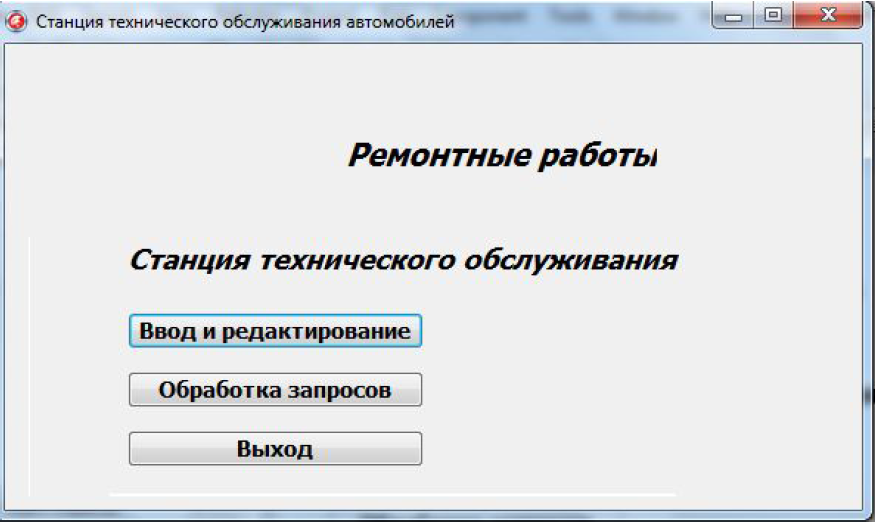 Станция технического обслуживания автомобилей
Ремонтные работы
Станция технического обслуживания
Ввод и редактирование
Обработка запросов
Выход